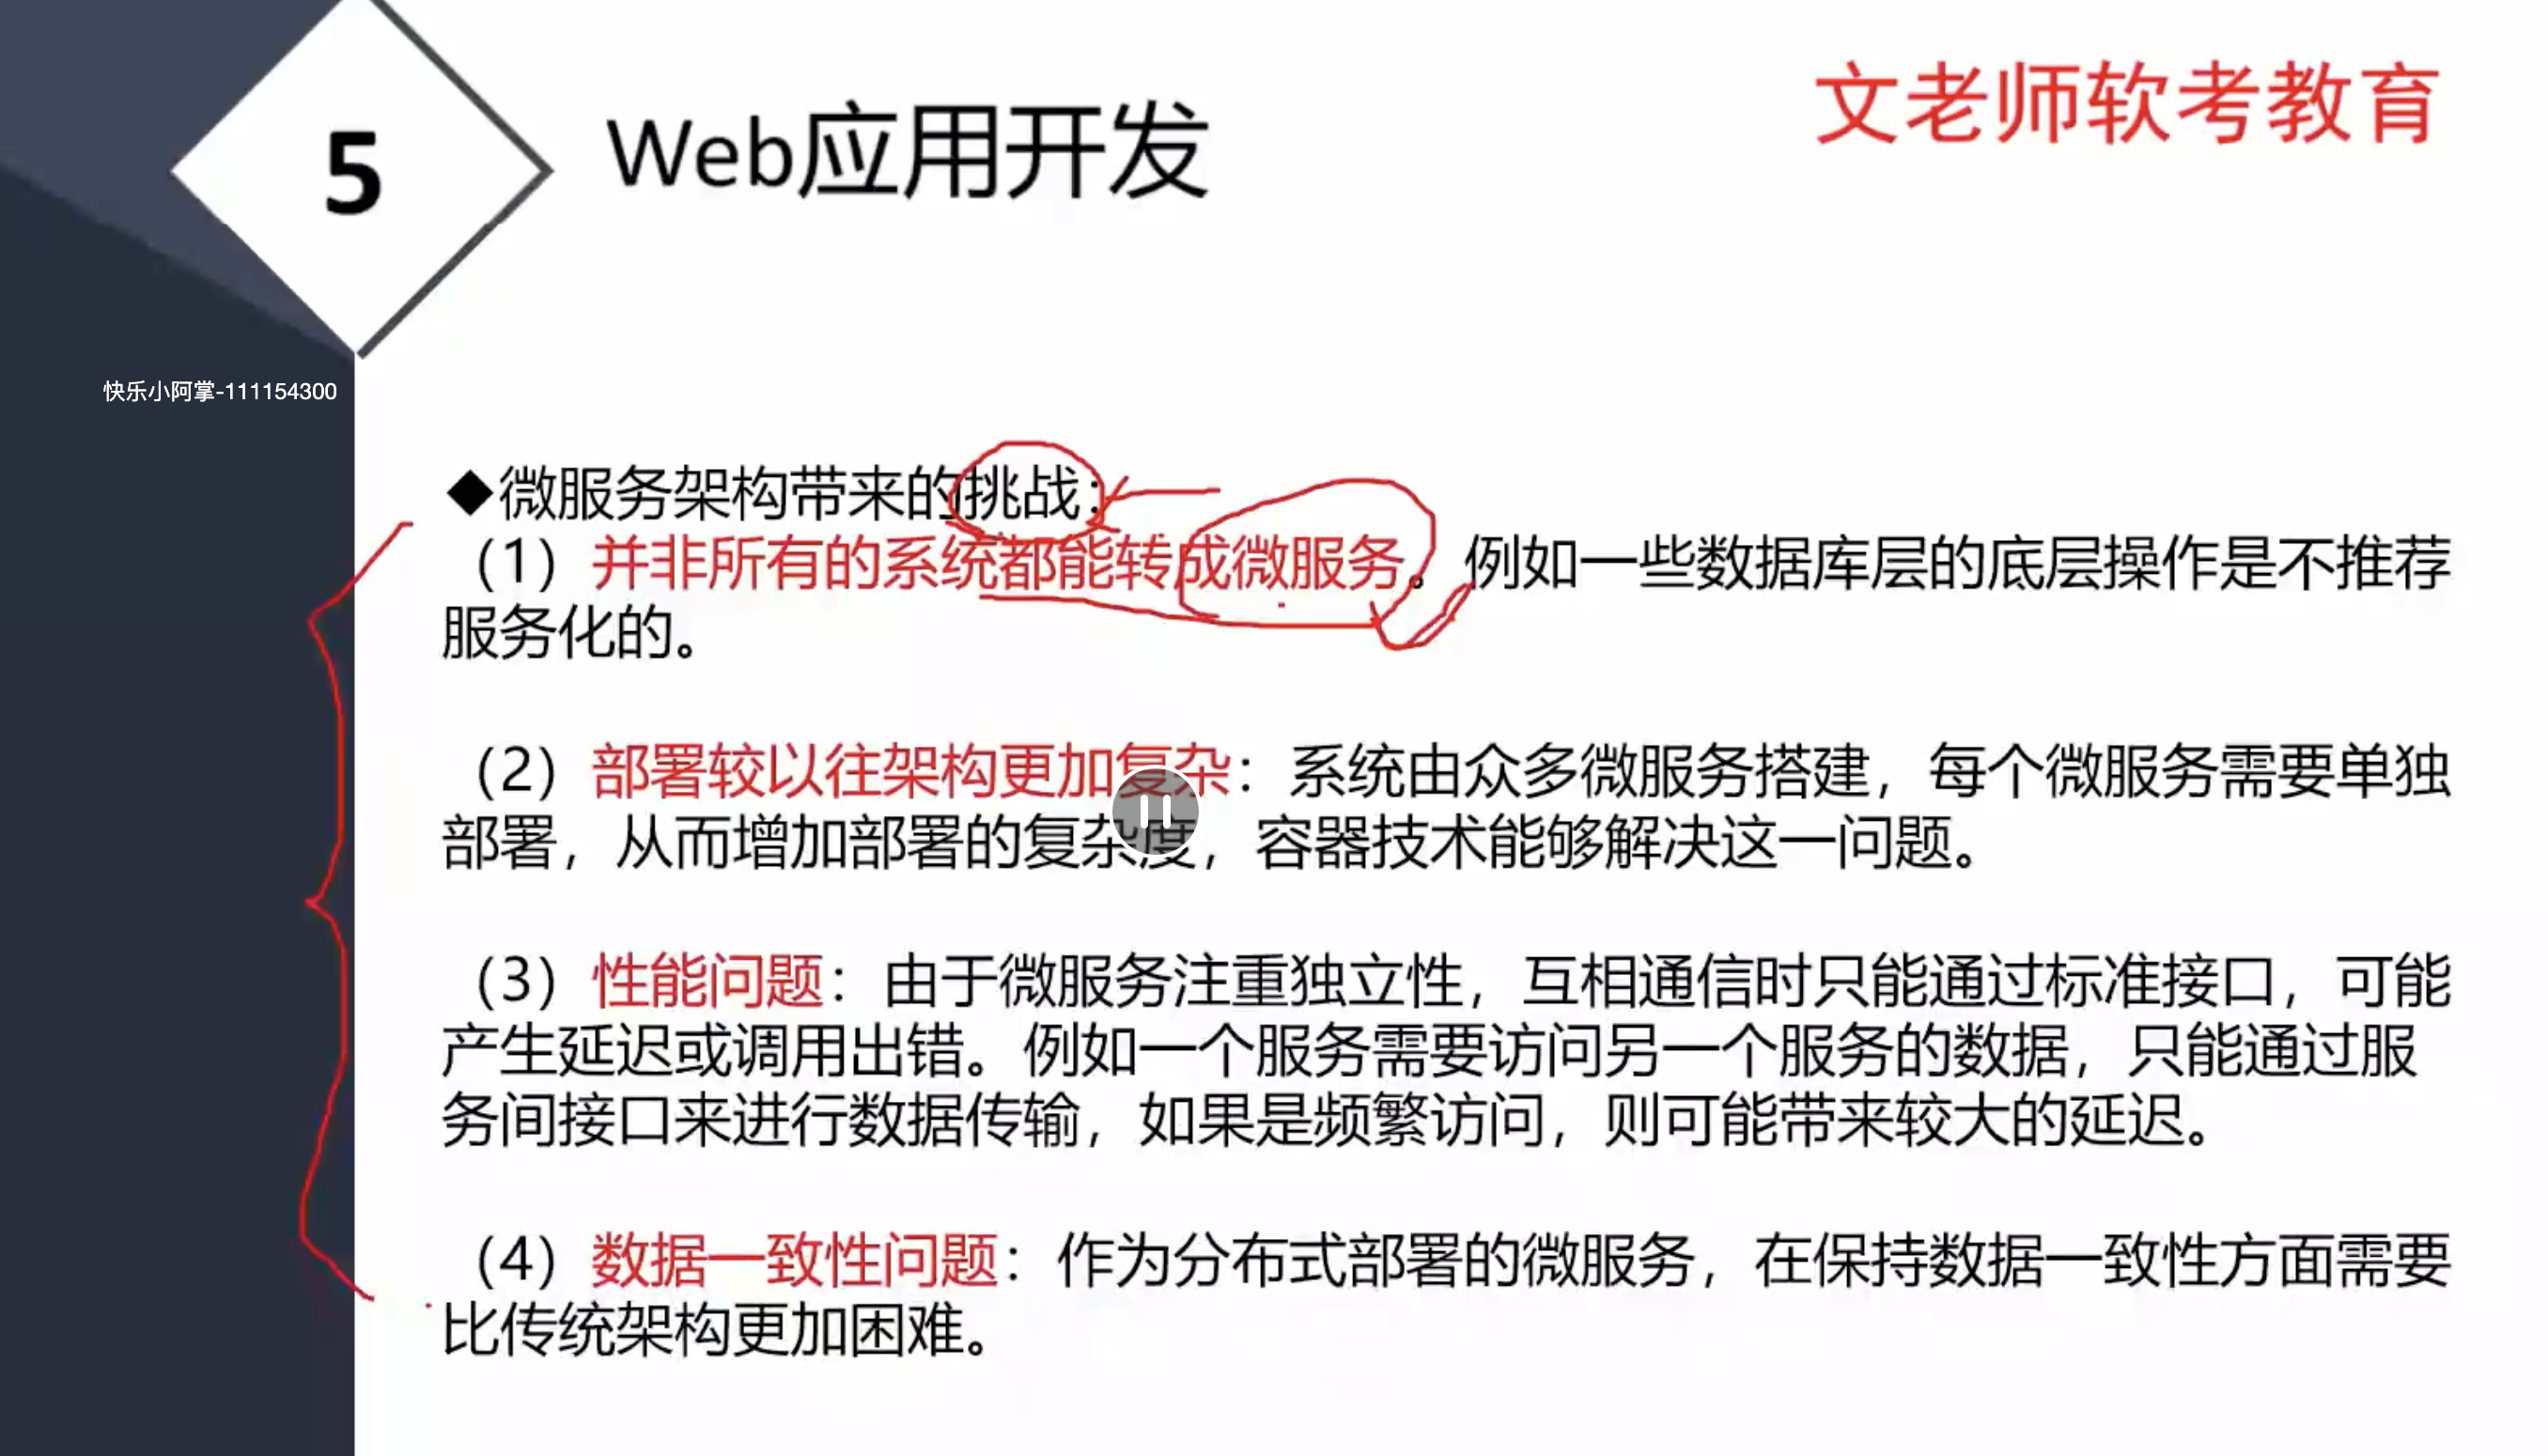 5
Web应用开发
文老师软考教育
快乐小阿掌-111154300
◆微服务架构带来的挑战：
（1）并非所有的系统都能转成微服务。例如一些数据库层的底层操作是不推荐
服务化的。
（2）部署较以往架构更加复杂：系统由众多微服务搭建，每个微服务需要单独
部署，从而增加部署的复杂度，容器技术能够解决这一问题。
（3）性能问题：由于微服务注重独立性，互相通信时只能通过标准接口，可能
产生延迟或调用出错。例如一个服务需要访问另一个服务的数据，只能通过服
务间接口来进行数据传输，如果是频繁访问，则可能带来较大的延迟。
（4）数据一致性问题：作为分布式部署的微服务，在保持数据一致性方面需要
比传统架构更加困难。